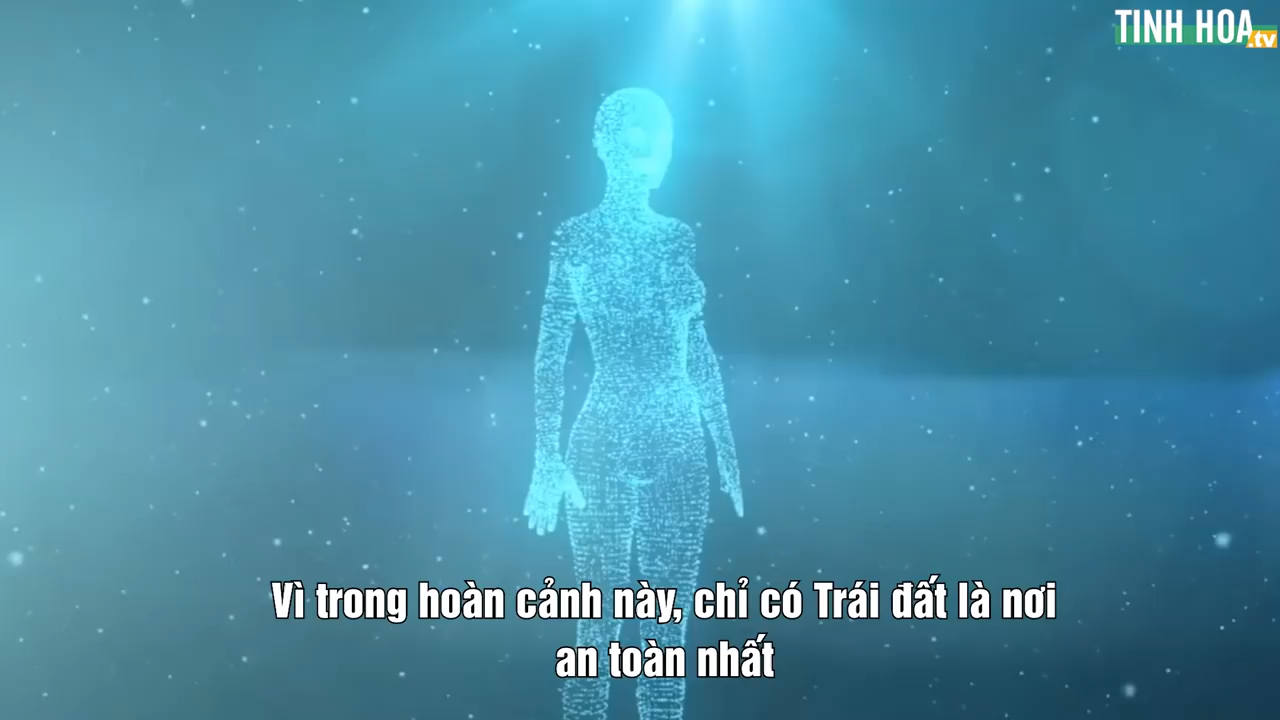 TINH HOA
.tv
Vì trong hoàn cảnh này, chỉ có Trái đất là nơi
an toàn nhất